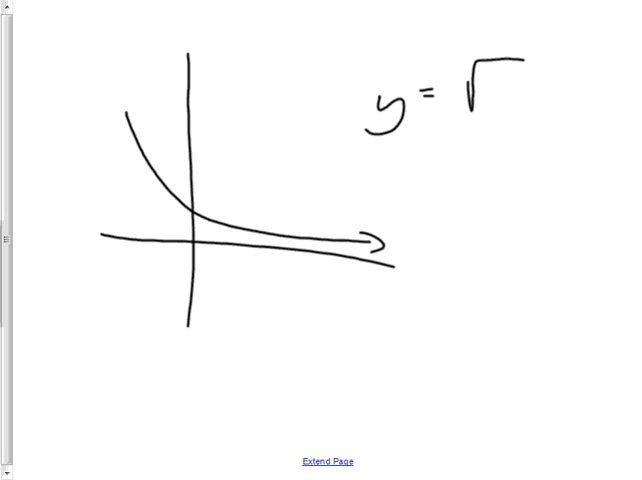 y = √
Extend Page